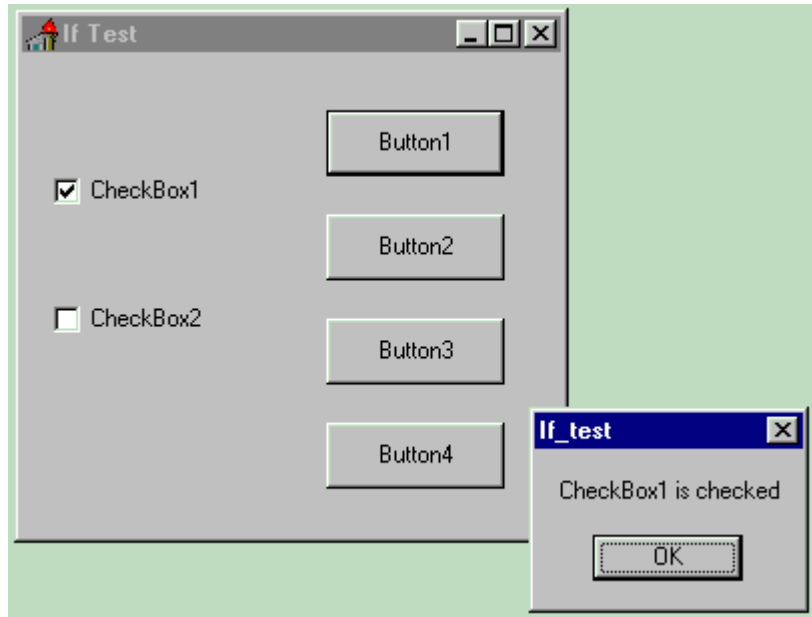 If Test
Button1
CheckBox1
Button2
CheckBox2
Button3
Button4
If_test
CheckBox1 is checked
OK